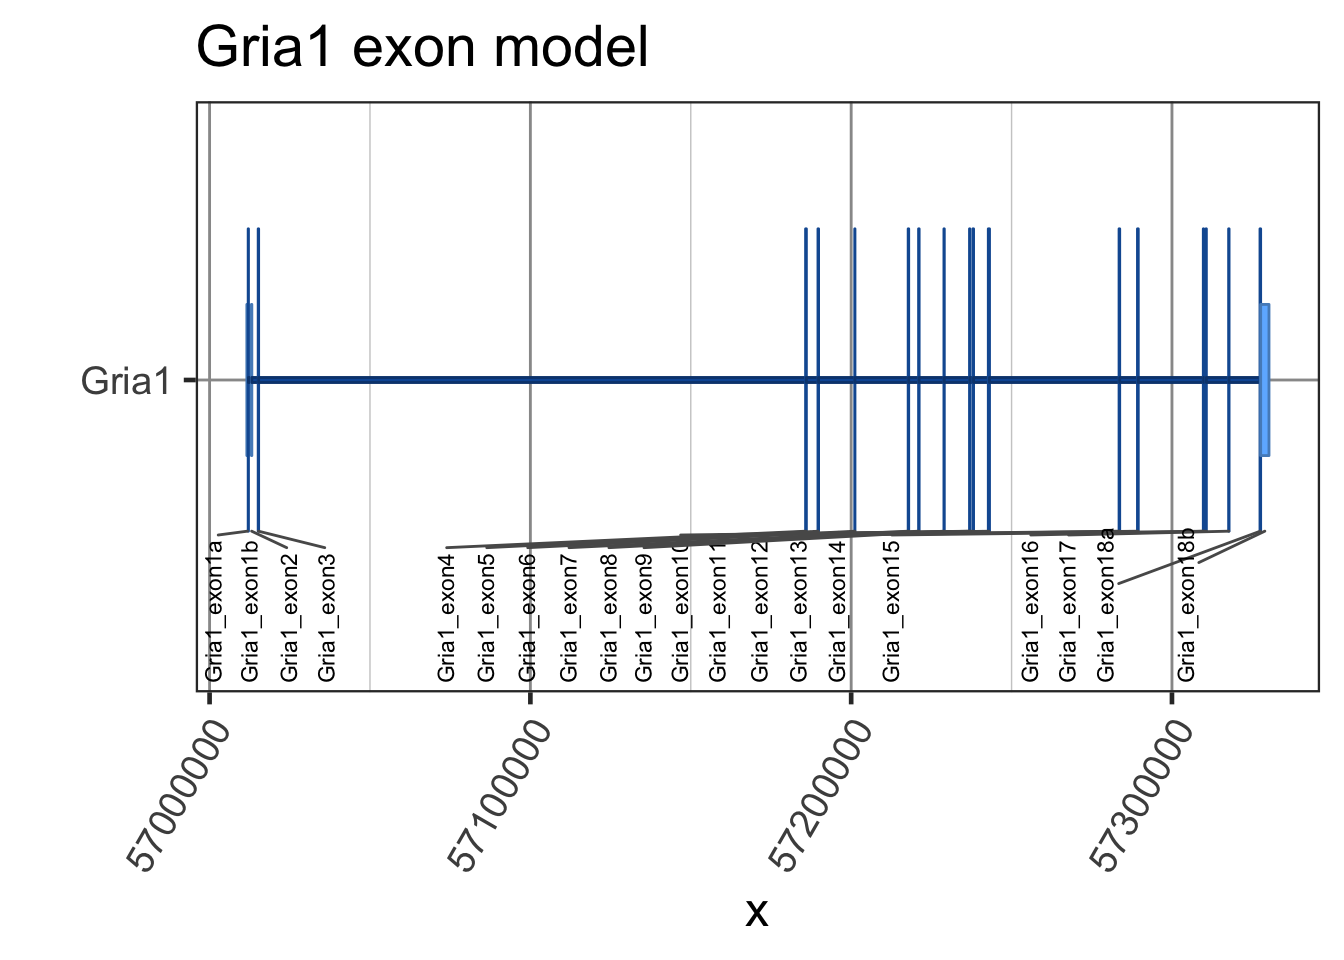 Gria1 exon model
Gria1
Gria1_exon1a
Gria1_exon1b
Gria1_exon2
Gria1_exon3
Gria1_exon4
Gria1_exon5
Gria1_exon6
Gria1_exon7
Gria1_exon8
Gria1_exon9
Gria1_exon10
Gria1_exon11
Gria1_exon12
Gria1_exon13
Gria1_exon14
Gria1_exon15
Gria1_exon16
Gria1_exon17
Gria1_exon18a
Gria1_exon18b
57000000
57100000
57200000
57300000
x